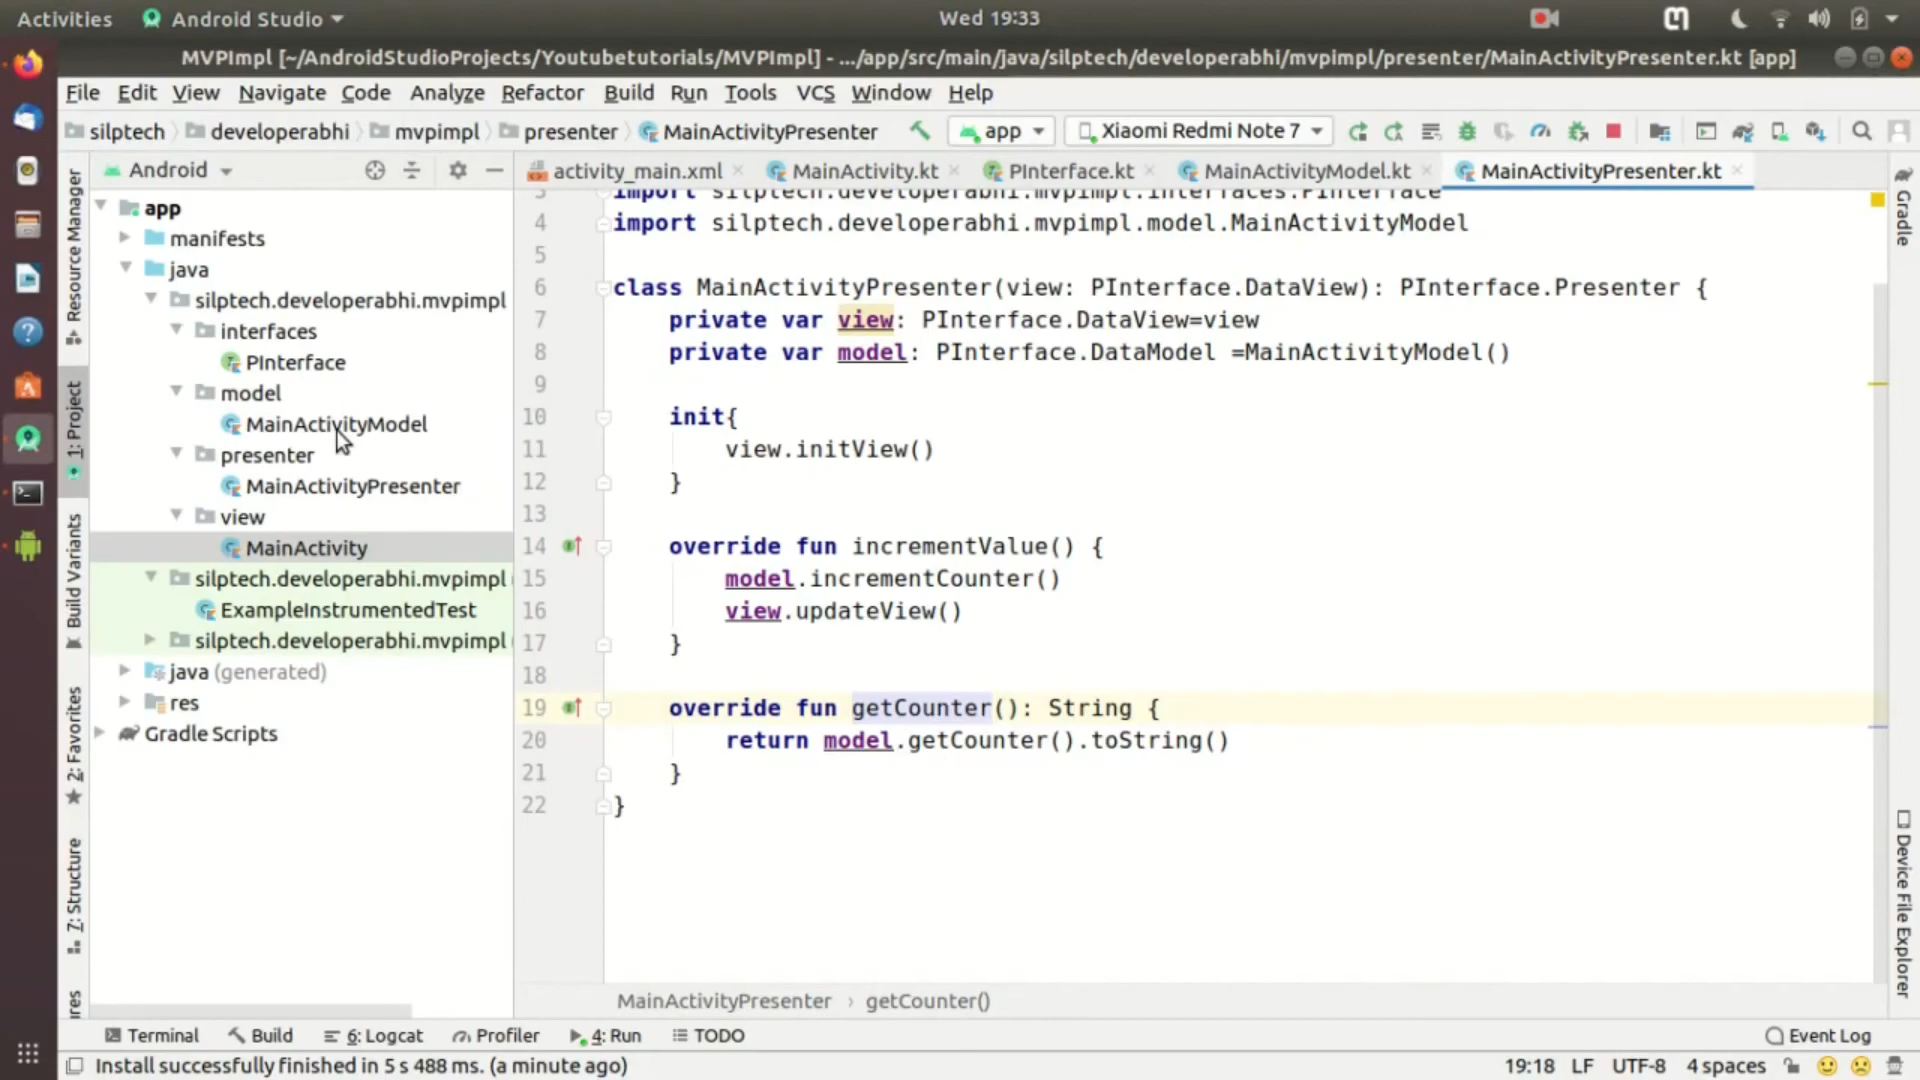 Activities Android Studio Wed 19:33
MVPImpl [~/AndroidStudioProjects/Youtubetutorials/MVPImpl] - .../app/src/main/java/silptech/developerabhi/mvpimpl/presenter/MainActivityPresenter.kt [app]
File Edit View Navigate Code Analyze Refactor Build Run Tools VCS Window Help
silptech developerabhi mvpimpl presenter MainActivityPresenter app Xiaomi Redmi Note 7
Android
activity_main.xml MainActivity.kt PInterface.kt MainActivityModel.kt MainActivityPresenter.kt
Resource Manager
1: Project
Build Variants
2: Favorites
7: Structure
app
manifests
java
silptech.developerabhi.mvpimpl
interfaces
PInterface
model
MainActivityModel
presenter
MainActivityPresenter
view
MainActivity
silptech.developerabhi.mvpimpl (
ExampleInstrumentedTest
silptech.developerabhi.mvpimpl (
java (generated)
res
Gradle Scripts
3 import silptech.developerabhi.mvpimpl.interfaces.PInterface
4 import silptech.developerabhi.mvpimpl.model.MainActivityModel
5
6 class MainActivityPresenter(view: PInterface.DataView): PInterface.Presenter {
7 private var view: PInterface.DataView=view
8 private var model: PInterface.DataModel =MainActivityModel()
9
10 init{
11 view.initView()
12 }
13
14 override fun incrementValue() {
15 model.incrementCounter()
16 view.updateView()
17 }
18
19 override fun getCounter(): String {
20 return model.getCounter().toString()
21 }
22 }
MainActivityPresenter › getCounter()
Gradle
Device File Explorer
Terminal Build 6: Logcat Profiler 4: Run TODO Event Log
Install successfully finished in 5 s 488 ms. (a minute ago) 19:18 LF UTF-8 4 spaces